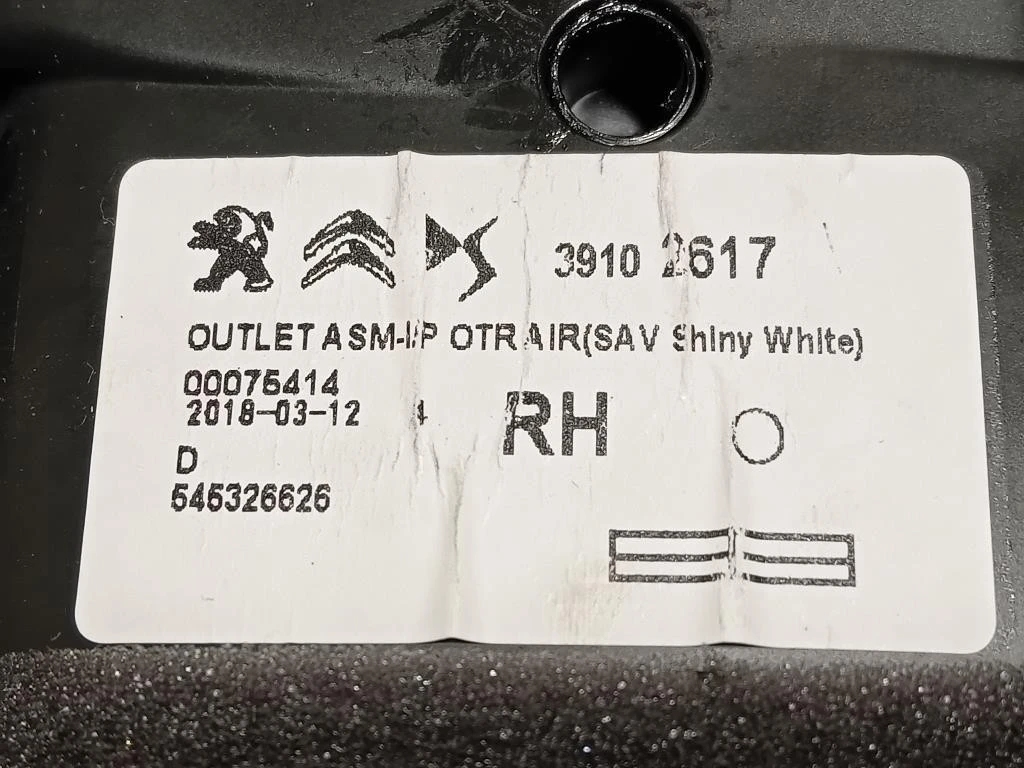 3910 2617
OUTLET ASM-I/P OTR AIR(SAV Shiny White)
00075414
2018-03-12
RH
D
545326626